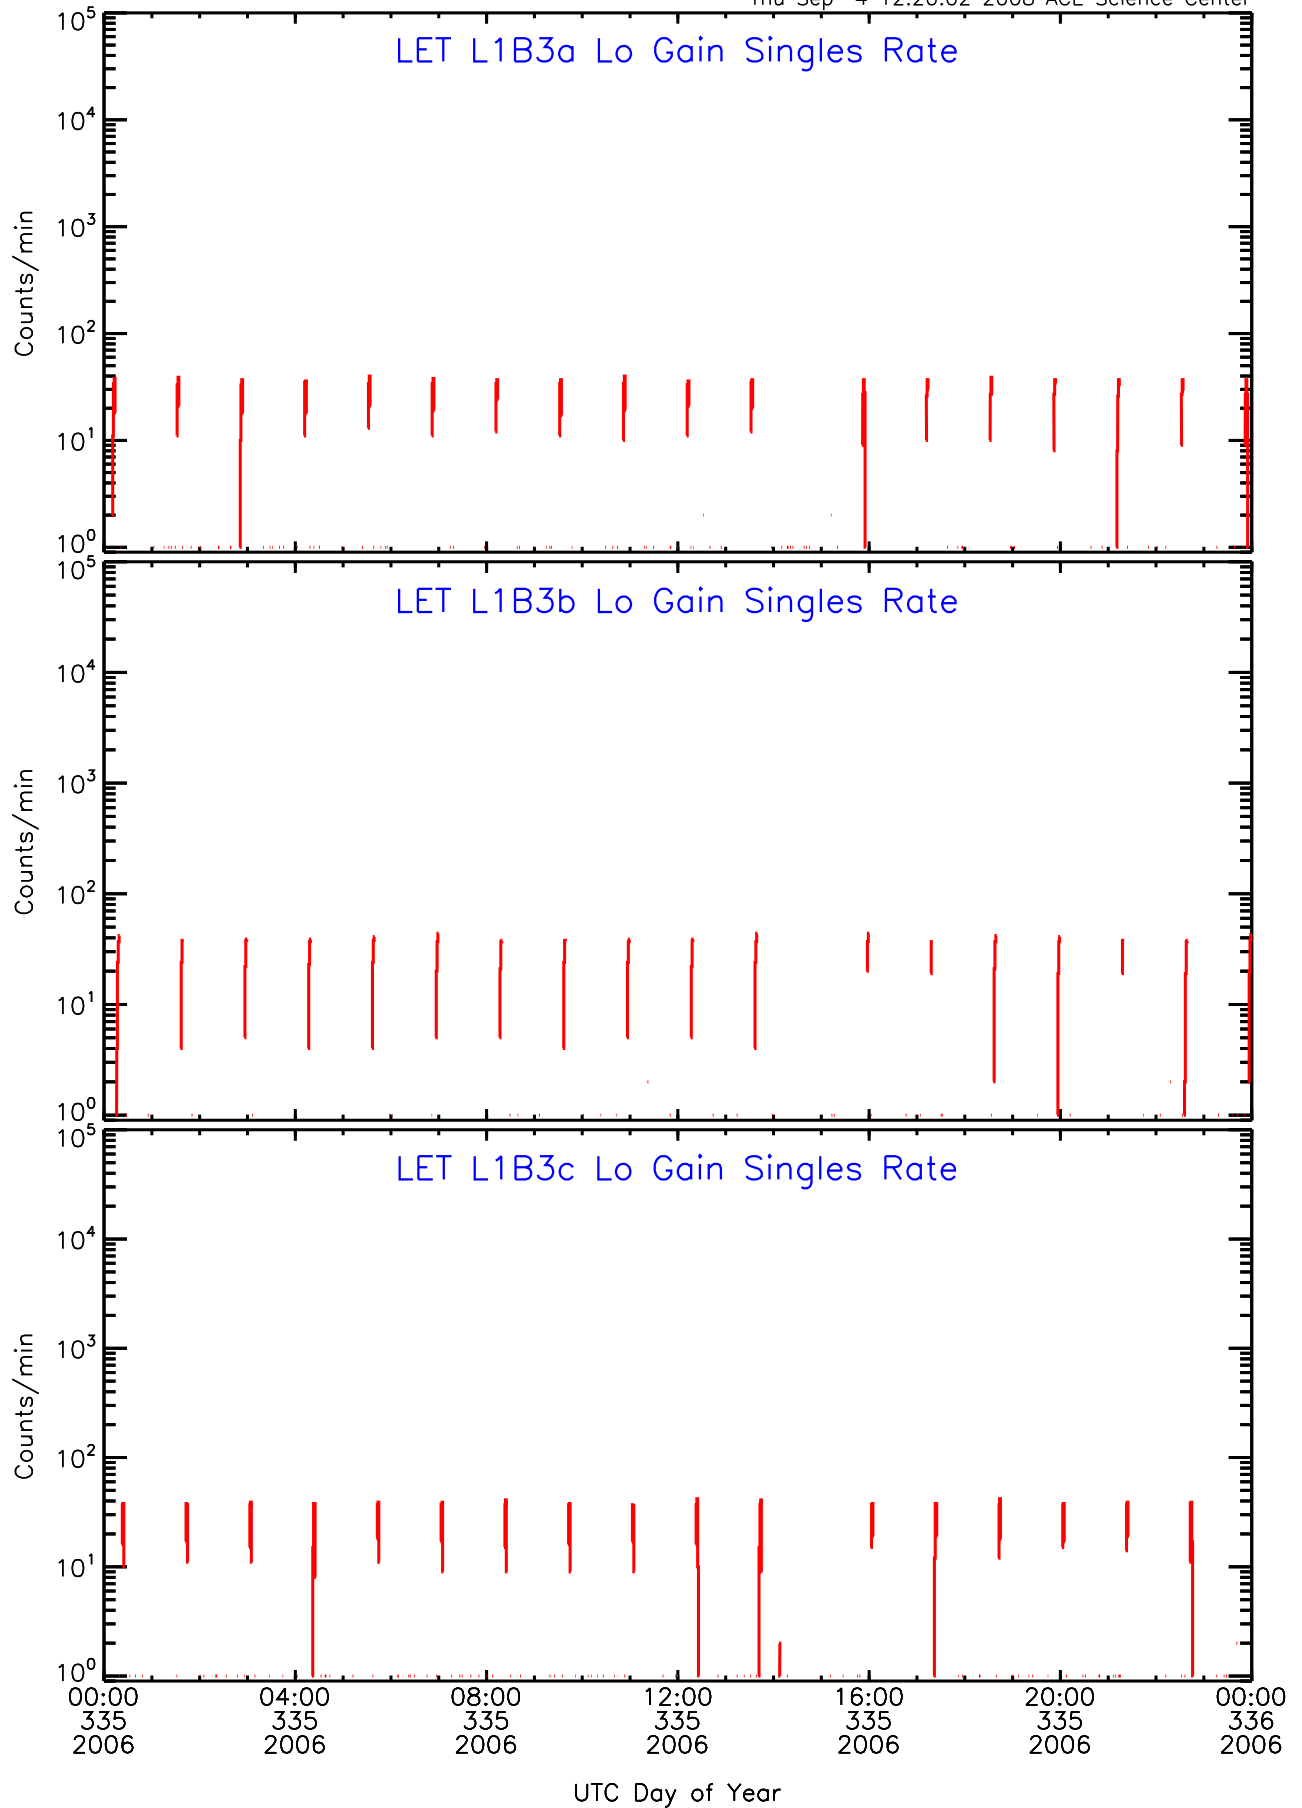 LET L1B3a Lo Gain Singles Rate
10^5
10^4
10^3
10^2
10^1
10^0
Counts/min
LET L1B3b Lo Gain Singles Rate
10^5
10^4
10^3
10^2
10^1
10^0
Counts/min
LET L1B3c Lo Gain Singles Rate
10^5
10^4
10^3
10^2
10^1
10^0
Counts/min
00:00 04:00 08:00 12:00 16:00 20:00 00:00
335 335 335 335 335 335 336
2006 2006 2006 2006 2006 2006 2006
UTC Day of Year